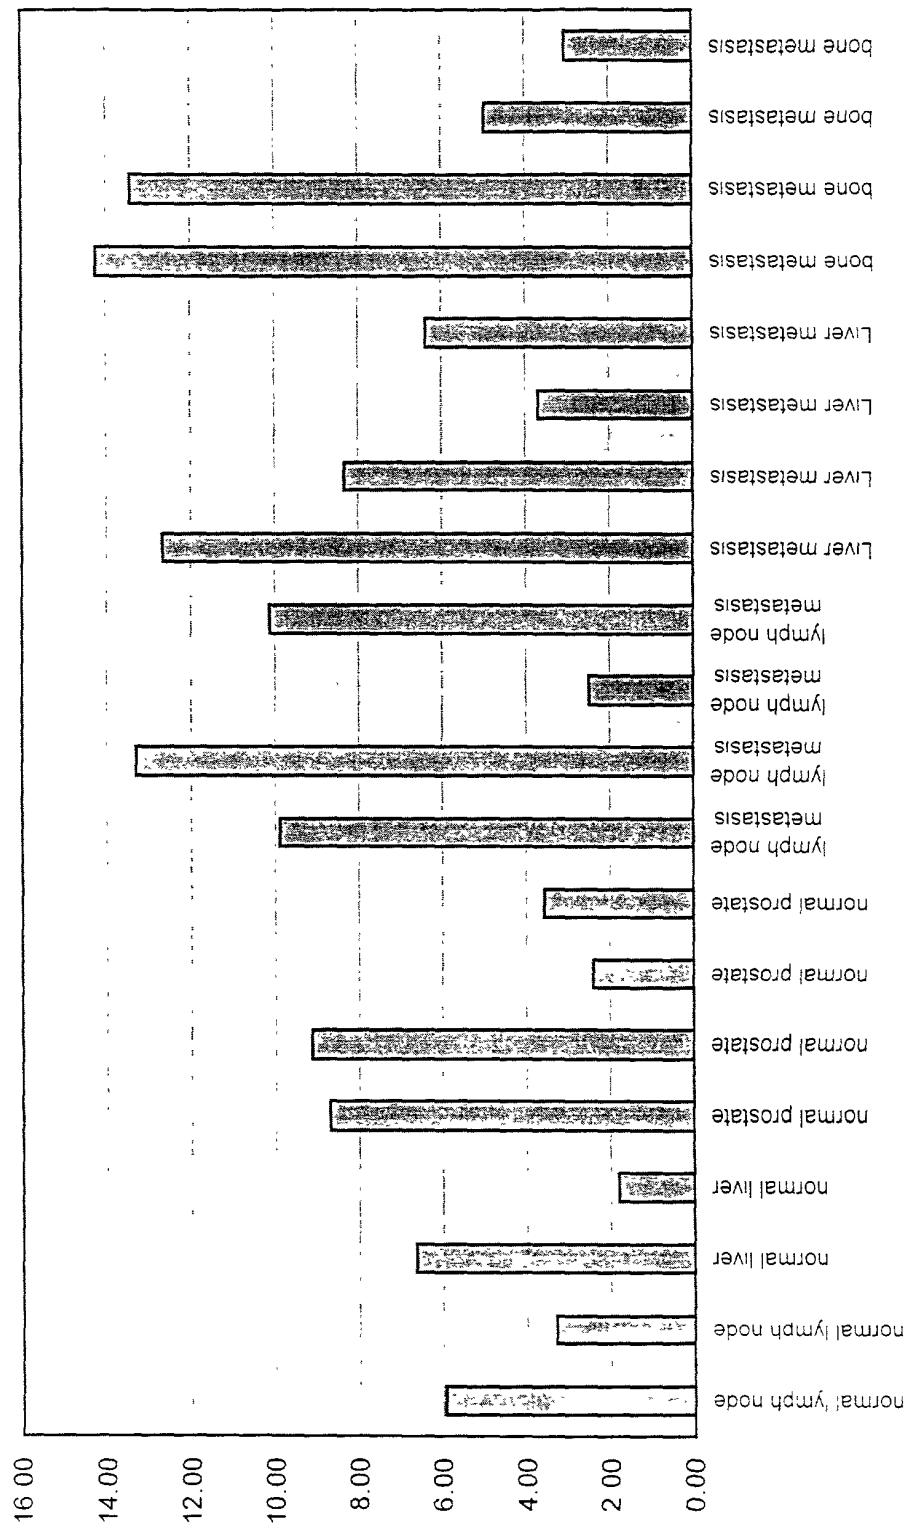 16.00
14.00
12.00
10.00
8.00
6.00
4.00
2.00
0.00
normal lymph node
normal lymph node
normal liver
normal liver
normal prostate
normal prostate
normal prostate
normal prostate
lymph node
metastasis
lymph node
metastasis
lymph node
metastasis
lymph node
metastasis
Liver metastasis
Liver metastasis
Liver metastasis
Liver metastasis
bone metastasis
bone metastasis
bone metastasis
bone metastasis